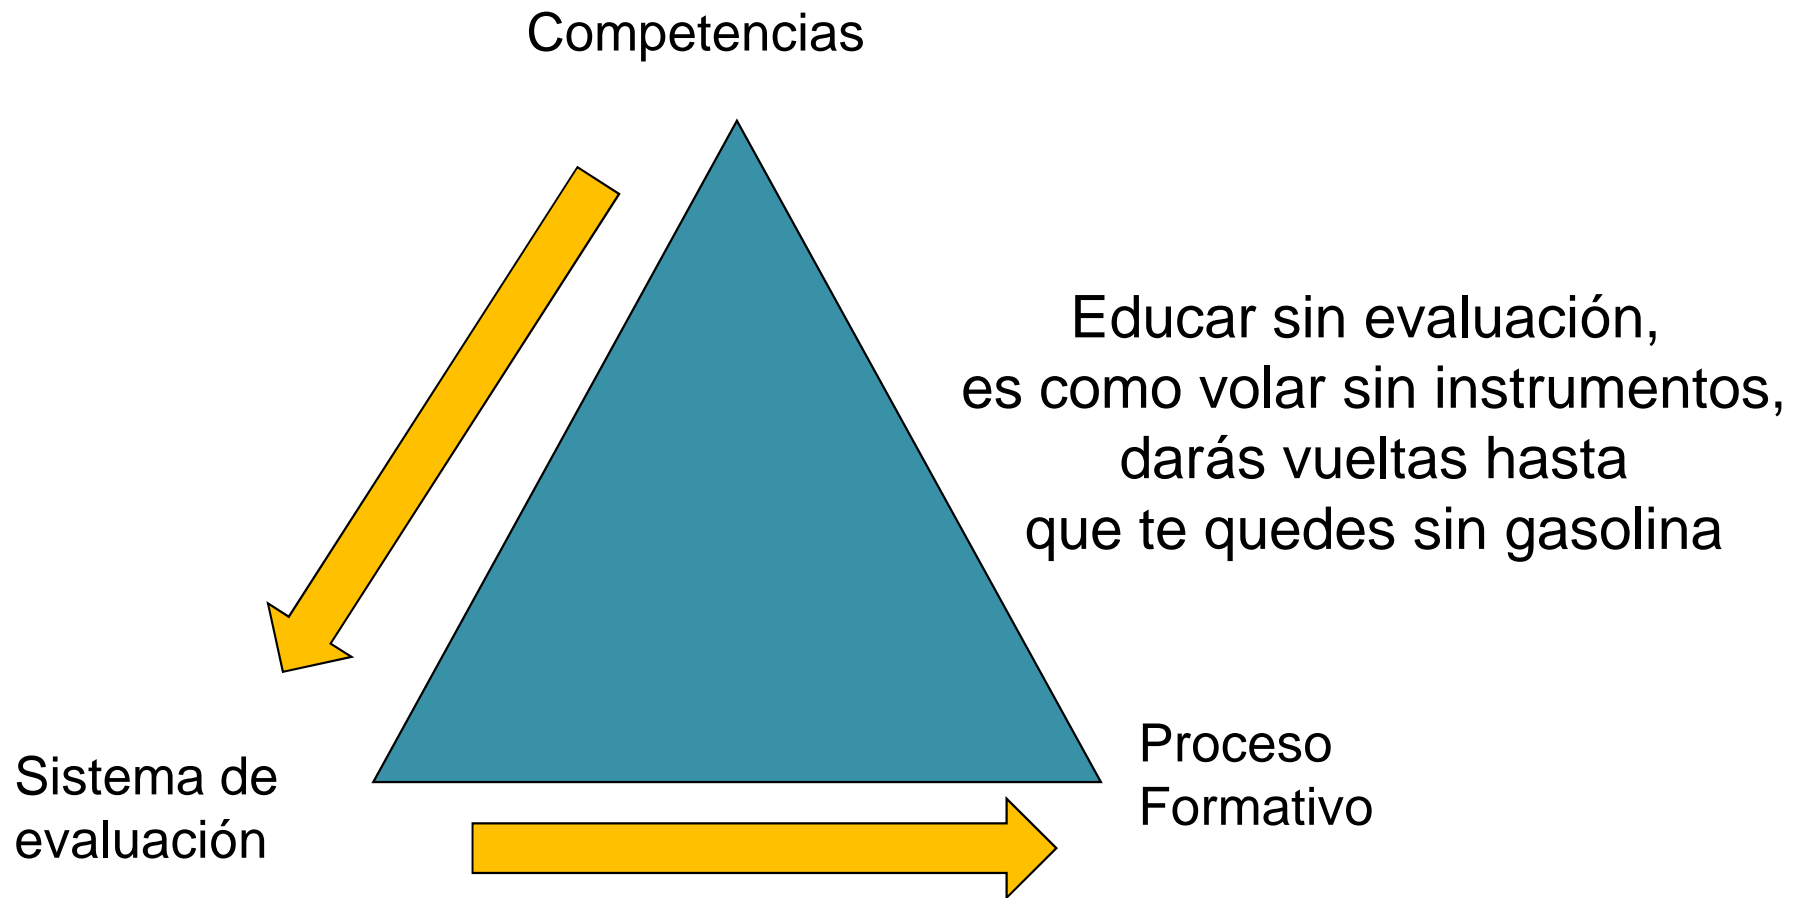 Competencias
Educar sin evaluación,
es como volar sin instrumentos,
darás vueltas hasta
que te quedes sin gasolina
Sistema de
evaluación
Proceso
Formativo